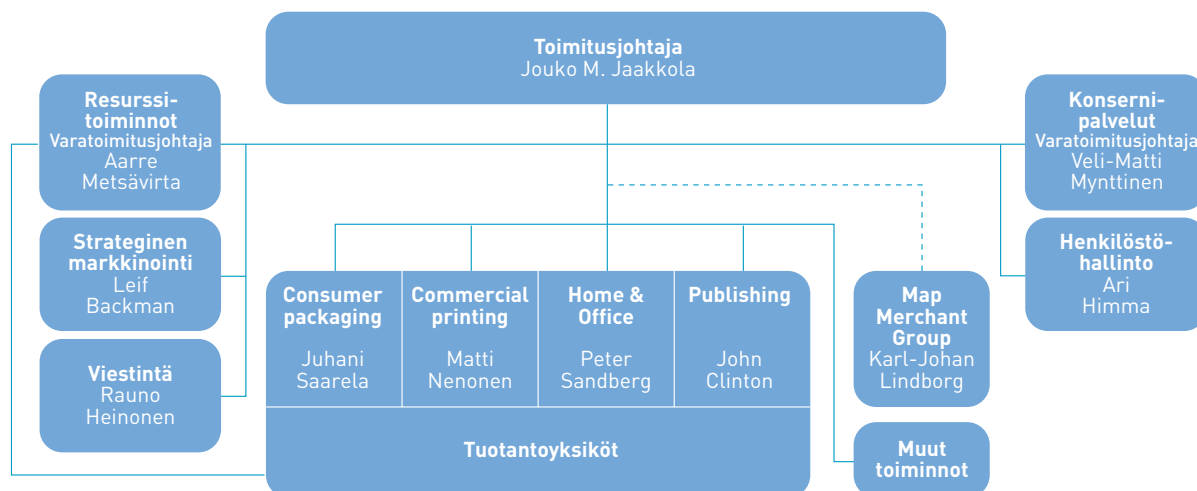 Toimitusjohtaja
Jouko M. Jaakkola
Resurssi-
toiminnot
Varatoimitusjohtaja
Aarre
Metsävirta
Konserni-
palvelut
Varatoimitusjohtaja
Veli-Matti
Mynttinen
Strateginen
markkinointi
Leif
Backman
Henkilöstö-
hallinto
Ari
Himma
Viestintä
Rauno
Heinonen
Consumer
packaging
Juhani
Saarela
Commercial
printing
Matti
Nenonen
Home &
Office
Peter
Sandberg
Publishing
John
Clinton
Map
Merchant
Group
Karl-Johan
Lindborg
Tuotantoyksiköt
Muut
toiminnot